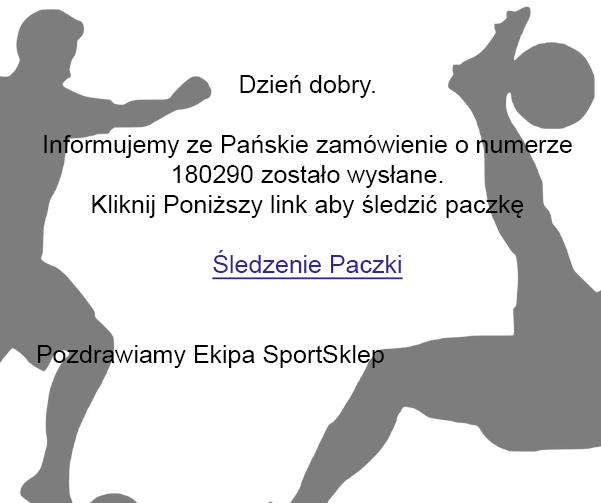 Dzień dobry.
Informujemy ze Pańskie zamówienie o numerze
180290 zostało wysłane.
Kliknij Poniższy link aby śledzić paczkę
Śledzenie Paczki
Pozdrawiamy Ekipa SportSklep